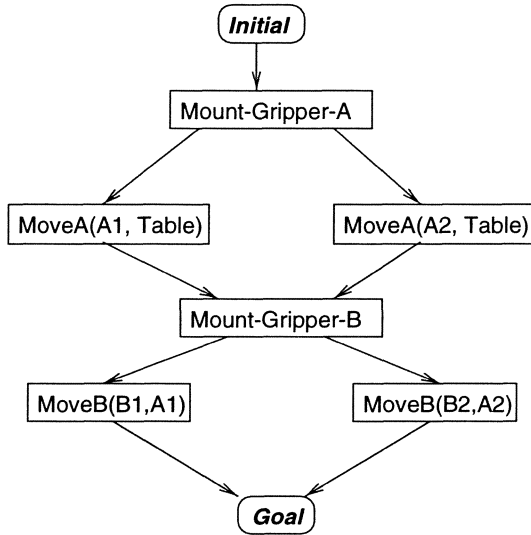 Initial
Mount-Gripper-A
MoveA(A1, Table)
MoveA(A2, Table)
Mount-Gripper-B
MoveB(B1,A1)
MoveB(B2,A2)
Goal